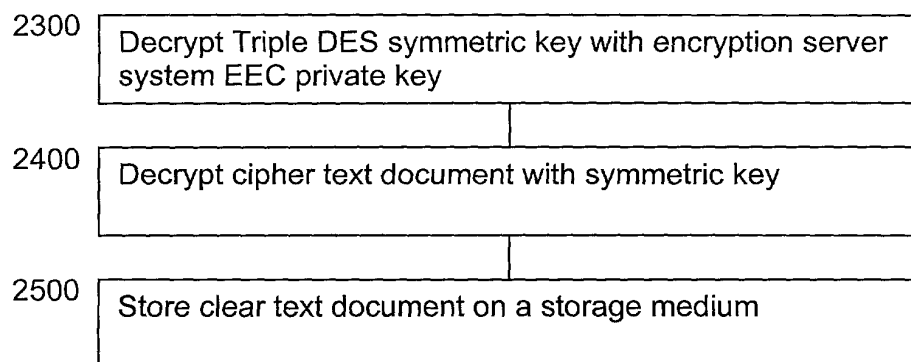 2300
Decrypt Triple DES symmetric key with encryption server
system EEC private key
2400
Decrypt cipher text document with symmetric key
2500
Store clear text document on a storage medium